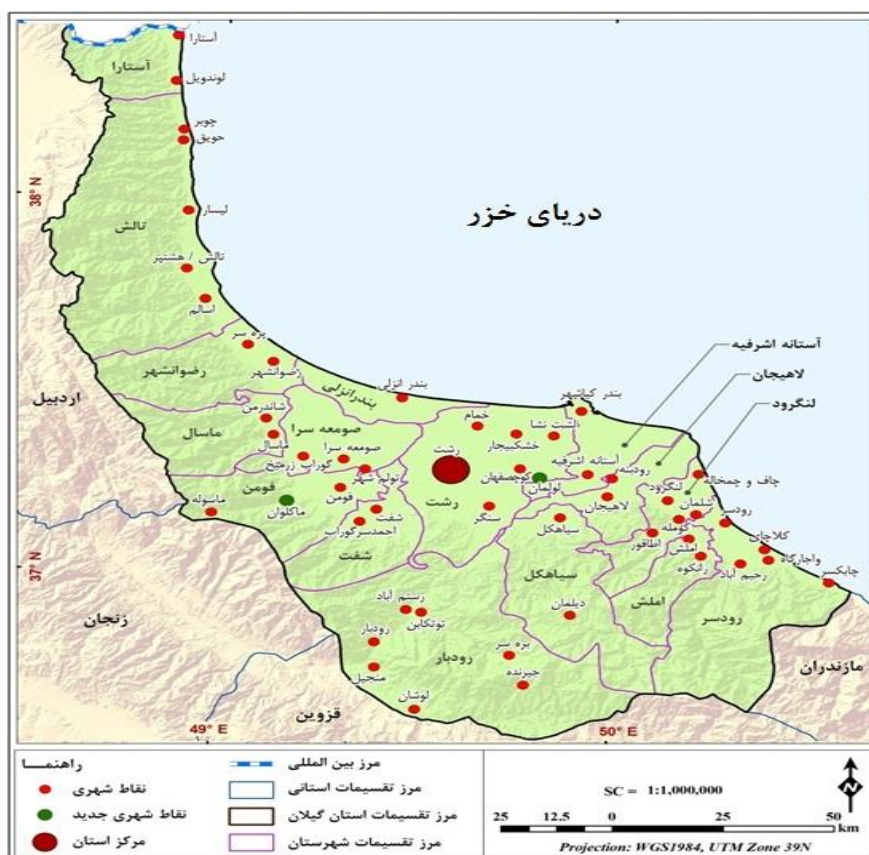 آستارا
آستارا
لوندویل
چوبر
حویق
38° N
لیسار
دریای خزر
تالش
تالش / هشتپر
اسالم
پره سر
رضوانشهر
رضوانشهر
آستانه اشرفیه
لاهیجان
لنگرود
اردبیل
بندرانزلی
بندر انزلی
بندر کیاشهر
شاندرمن
ماسال
ماسال
صومعه سرا
صومعه سرا
خمام
لشت نشا
خشکبیجار
رشت
گوراب زرمیخ
تولم شهر
کوچصفهان
لولمان
آستانه اشرفیه
رودبنه
چاف و چمخاله
فومن
فومن
ماکلوان
ماسوله
رشت
سنگر
لاهیجان
لنگرود
شلمان
رودسر
شفت
احمدسرگوراب
شفت
سیاهکل
کومله
اطاقور
املش
رانکوه
کلاچای
واجارگاه
رحیم آباد
چابکسر
37° N
سیاهکل
املش
رودسر
دیلمان
رستم آباد
توتکابن
رودبار
رودبار
بره سر
جیرنده
منجیل
لوشان
زنجان
قزوین
مازندران
49° E
50° E
راهنما
نقاط شهری
نقاط شهری جدید
مرکز استان
مرز بین المللی
مرز تقسیمات استانی
مرز تقسیمات استان گیلان
مرز تقسیمات شهرستان
N
SC = 1:1,000,000
25 12.5 0 25 50
km
Projection: WGS1984, UTM Zone 39N